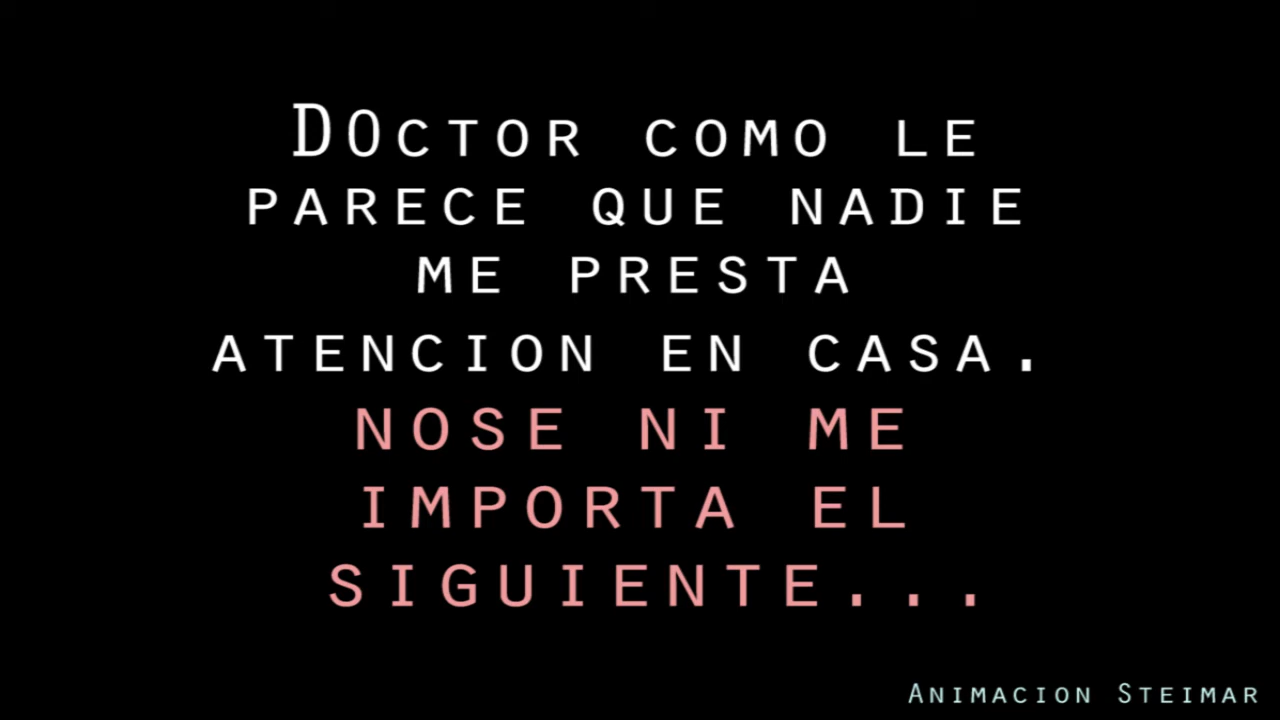 DOCTOR COMO LE
PARECE QUE NADIE
ME PRESTA
ATENCION EN CASA.
NOSE NI ME
IMPORTA EL
SIGUIENTE...
ANIMACION STEIMAR